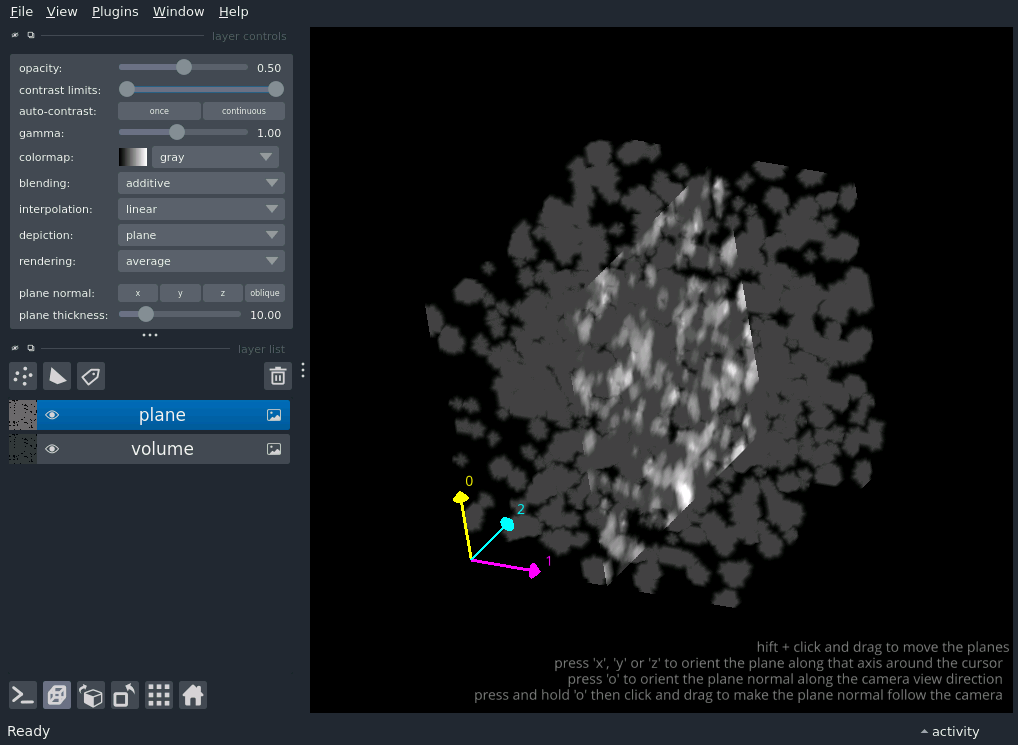 File View Plugins Window Help
layer controls
opacity: 0.50
contrast limits:
auto-contrast: once continuous
gamma: 1.00
colormap: gray
blending: additive
interpolation: linear
depiction: plane
rendering: average
plane normal: x y z oblique
plane thickness: 10.00
layer list
plane
volume
0
2
1
hift + click and drag to move the planes
press 'x', 'y' or 'z' to orient the plane along that axis around the cursor
press 'o' to orient the plane normal along the camera view direction
press and hold 'o' then click and drag to make the plane normal follow the camera
Ready activity